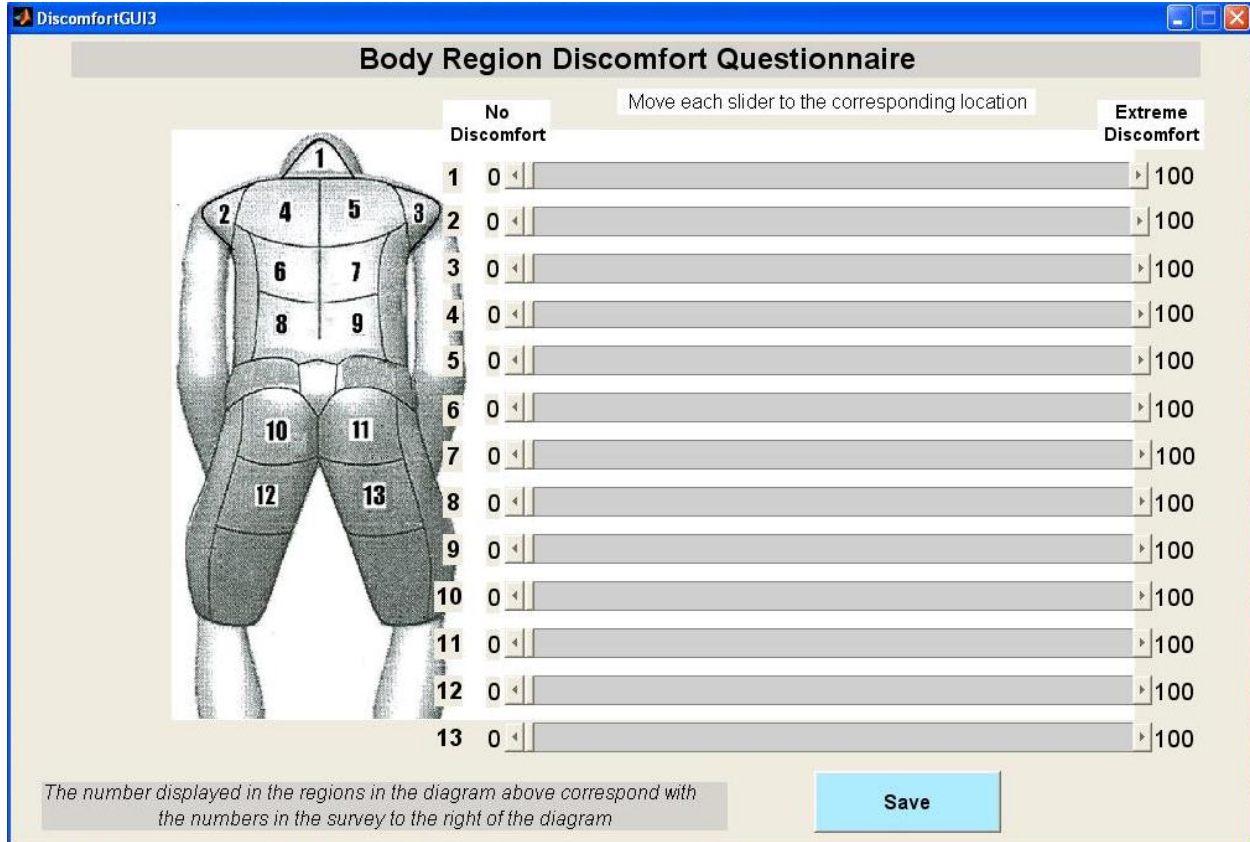 DiscomfortGUI3
Body Region Discomfort Questionnaire
Move each slider to the corresponding location
No
Discomfort
Extreme
Discomfort
1
2 4 5 3
6 7
8 9
10 11
12 13
1 0 100
2 0 100
3 0 100
4 0 100
5 0 100
6 0 100
7 0 100
8 0 100
9 0 100
10 0 100
11 0 100
12 0 100
13 0 100
The number displayed in the regions in the diagram above correspond with
the numbers in the survey to the right of the diagram
Save